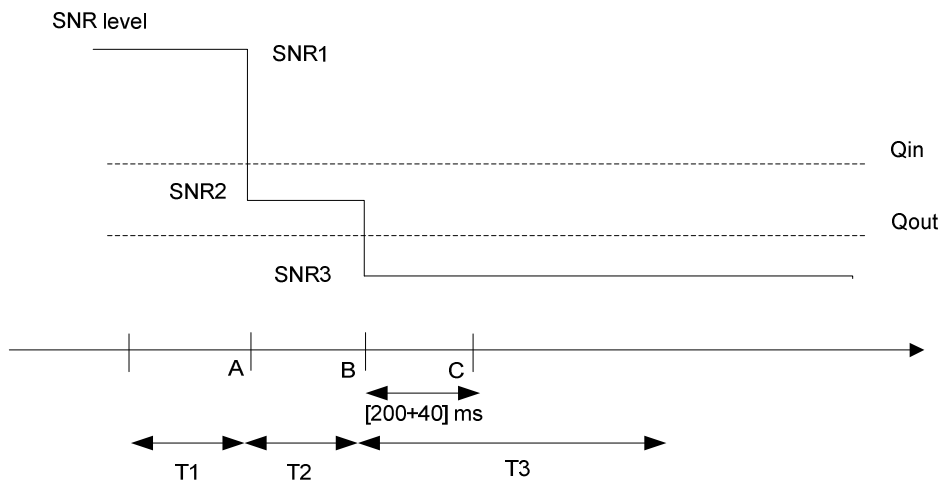 SNR level
SNR1
Qin
SNR2
Qout
SNR3
A
B
C
[200+40] ms
T1
T2
T3